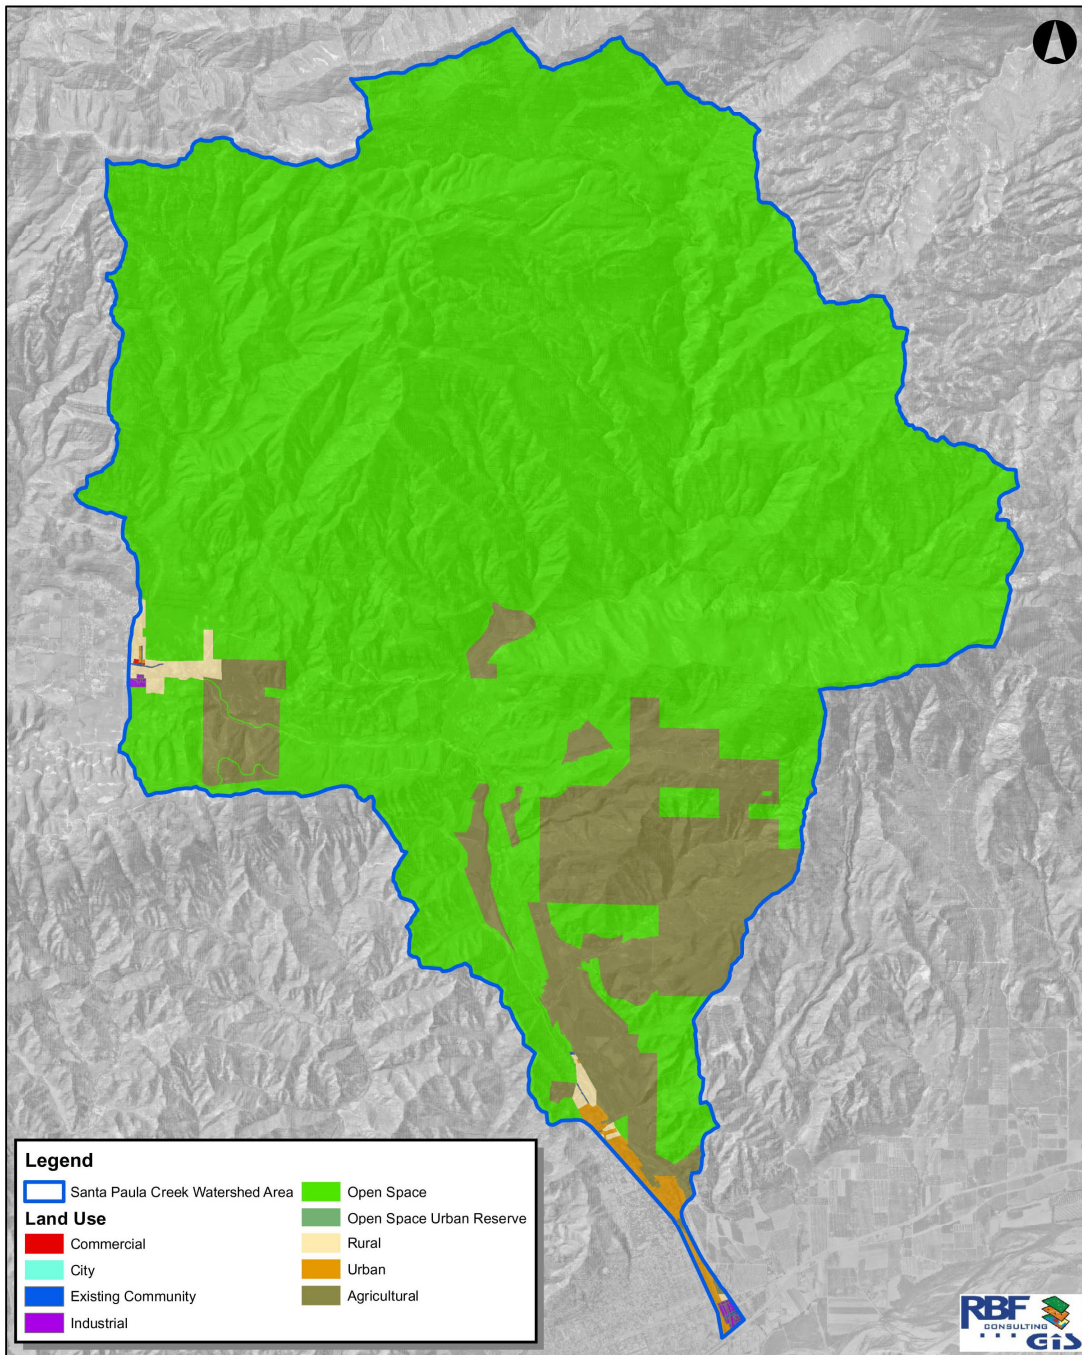 Legend
Santa Paula Creek Watershed Area
Land Use
Commercial
City
Existing Community
Industrial
Open Space
Open Space Urban Reserve
Rural
Urban
Agricultural
RBF
CONSULTING
GIS